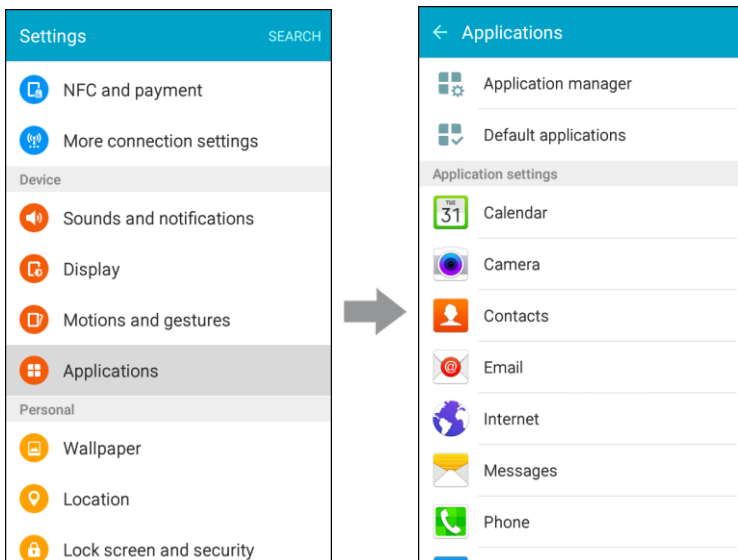 Settings
SEARCH
NFC and payment
More connection settings
Device
Sounds and notifications
Display
Motions and gestures
Applications
Personal
Wallpaper
Location
Lock screen and security
Applications
Application manager
Default applications
Application settings
TUE
31
Calendar
Camera
Contacts
@
Email
Internet
Messages
Phone